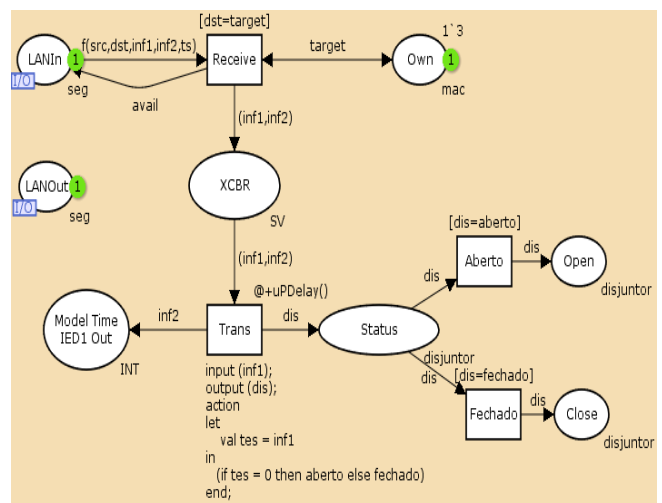 [dst=target]
1`3
LANIn
1
f(src,dst,inf1,inf2,ts)
Receive
target
Own
1
I/O
seg
avail
mac
(inf1,inf2)
LANOut
1
I/O
seg
XCBR
SV
(inf1,inf2)
[dis=aberto]
Aberto
dis
Open
dis
disjuntor
@+uPDelay()
Model Time
IED1 Out
inf2
Trans
dis
Status
INT
disjuntor
dis
[dis=fechado]
Fechado
dis
Close
disjuntor
input (inf1);
output (dis);
action
let
val tes = inf1
in
(if tes = 0 then aberto else fechado)
end;